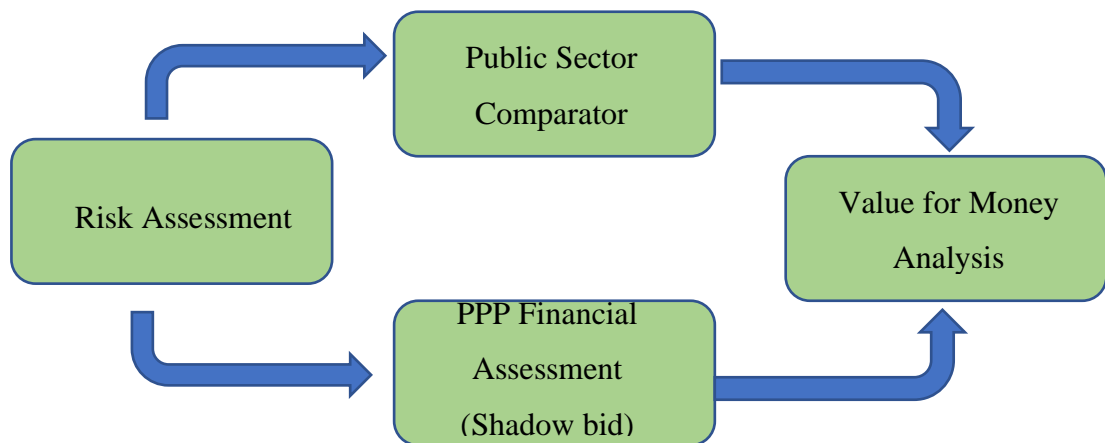 Public Sector
Comparator
Risk Assessment
Value for Money
Analysis
PPP Financial
Assessment
(Shadow bid)